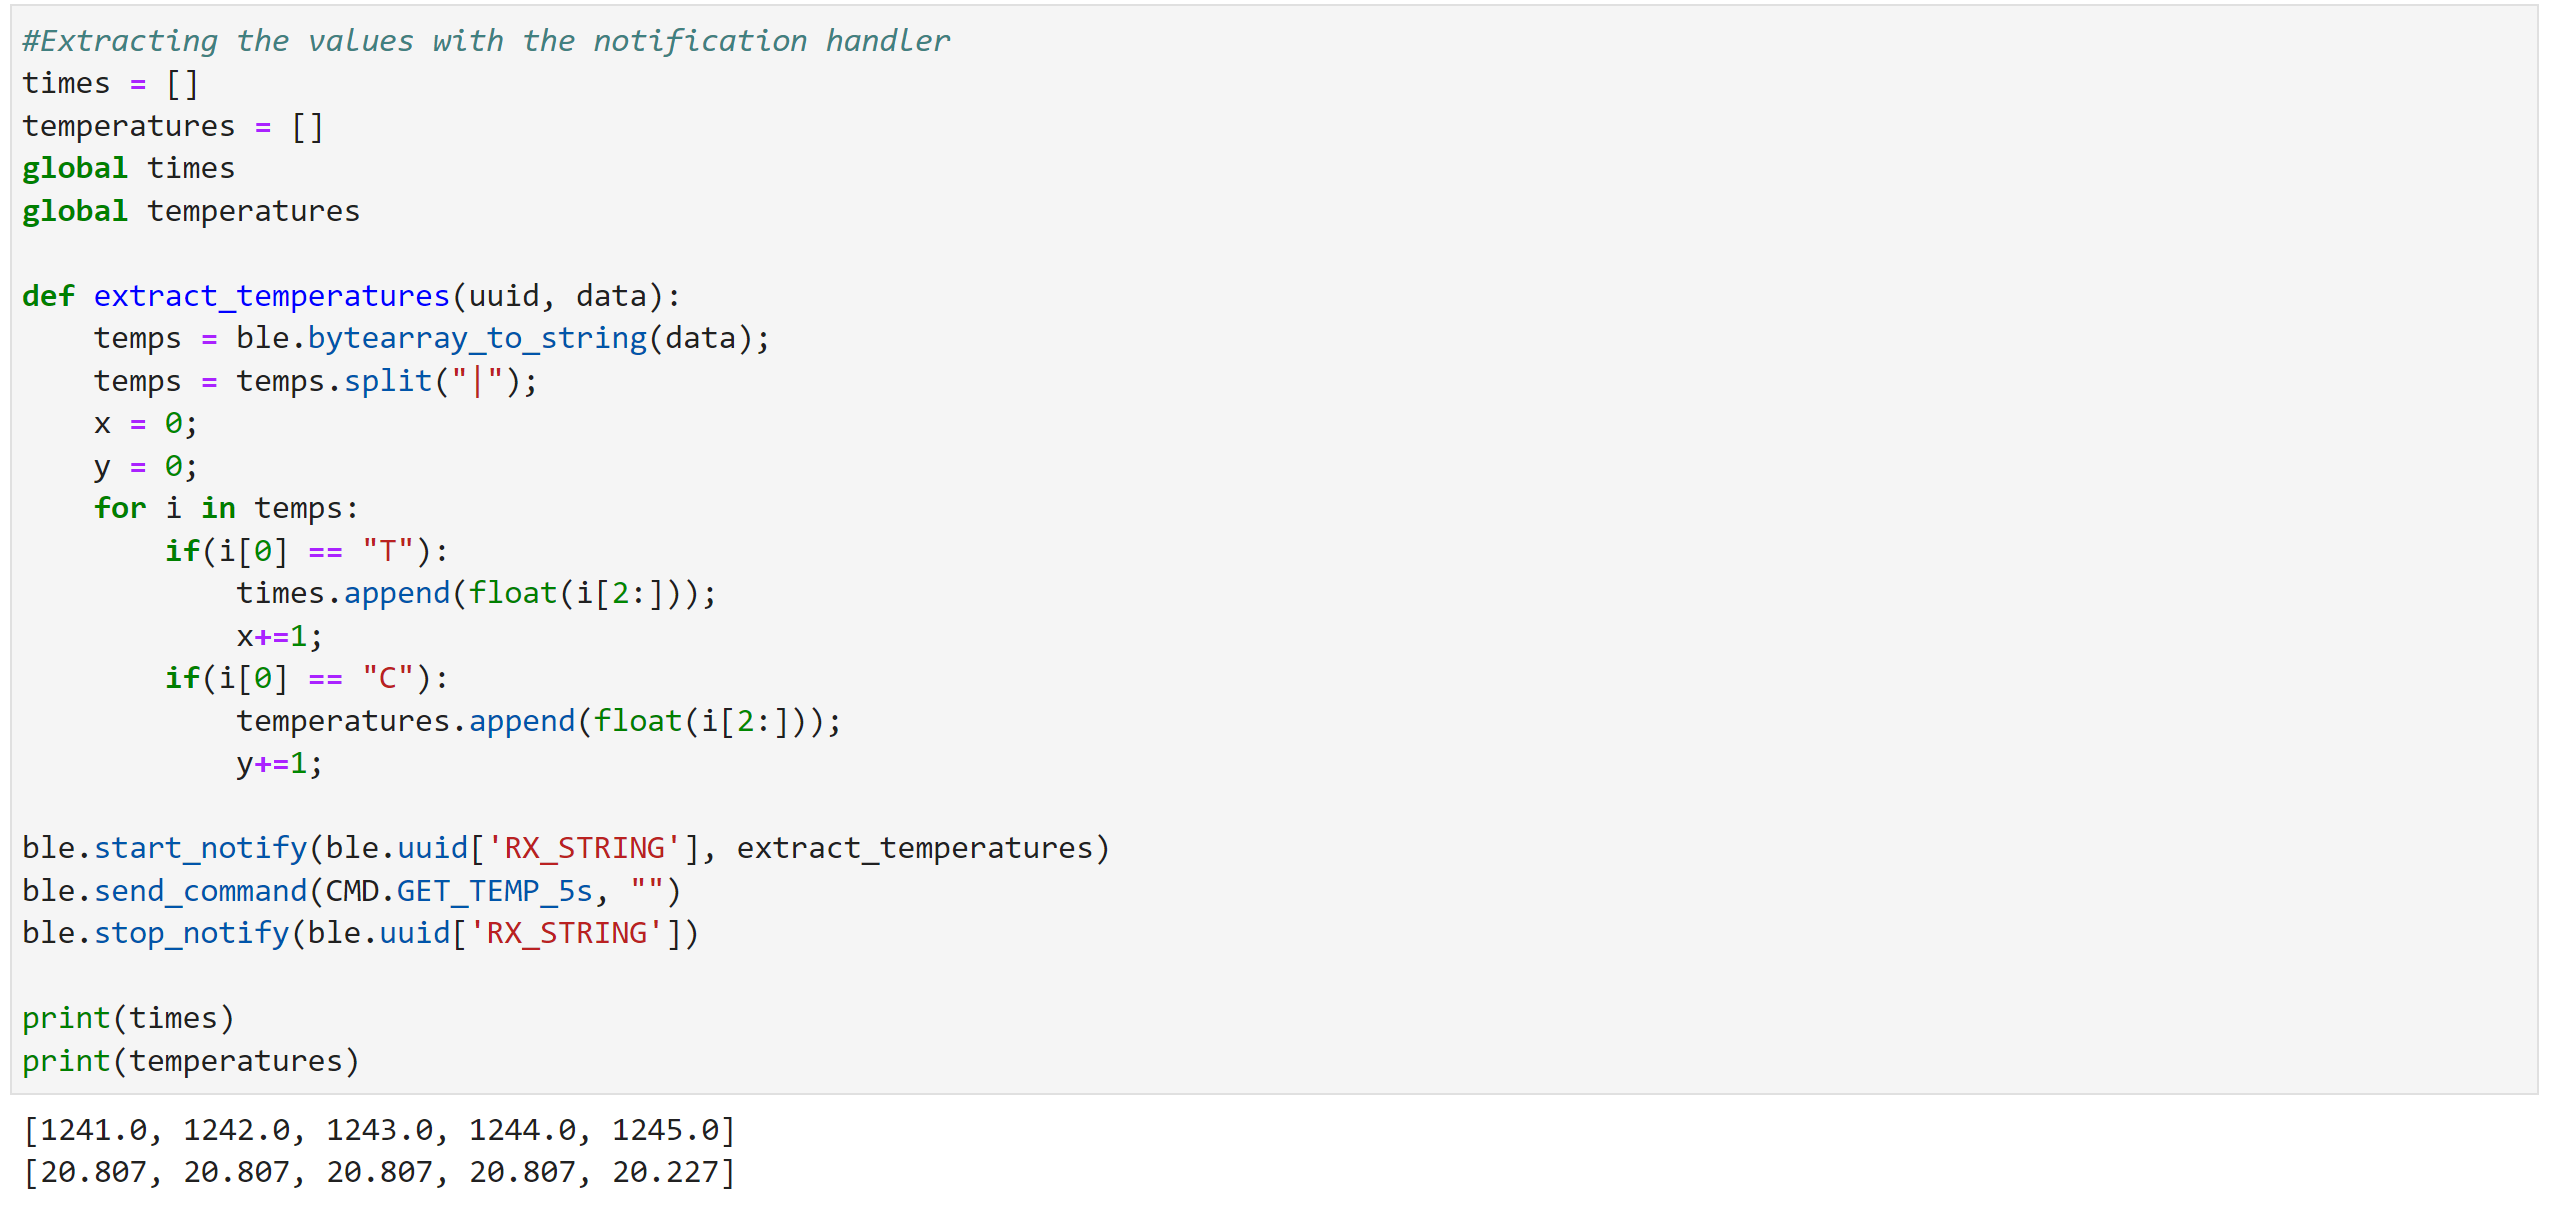 #Extracting the values with the notification handler
times = []
temperatures = []
global times
global temperatures

def extract_temperatures(uuid, data):
    temps = ble.bytearray_to_string(data);
    temps = temps.split("|");
    x = 0;
    y = 0;
    for i in temps:
        if(i[0] == "T"):
            times.append(float(i[2:]));
            x+=1;
        if(i[0] == "C"):
            temperatures.append(float(i[2:]));
            y+=1;

ble.start_notify(ble.uuid['RX_STRING'], extract_temperatures)
ble.send_command(CMD.GET_TEMP_5s, "")
ble.stop_notify(ble.uuid['RX_STRING'])

print(times)
print(temperatures)
[1241.0, 1242.0, 1243.0, 1244.0, 1245.0]
[20.807, 20.807, 20.807, 20.807, 20.227]